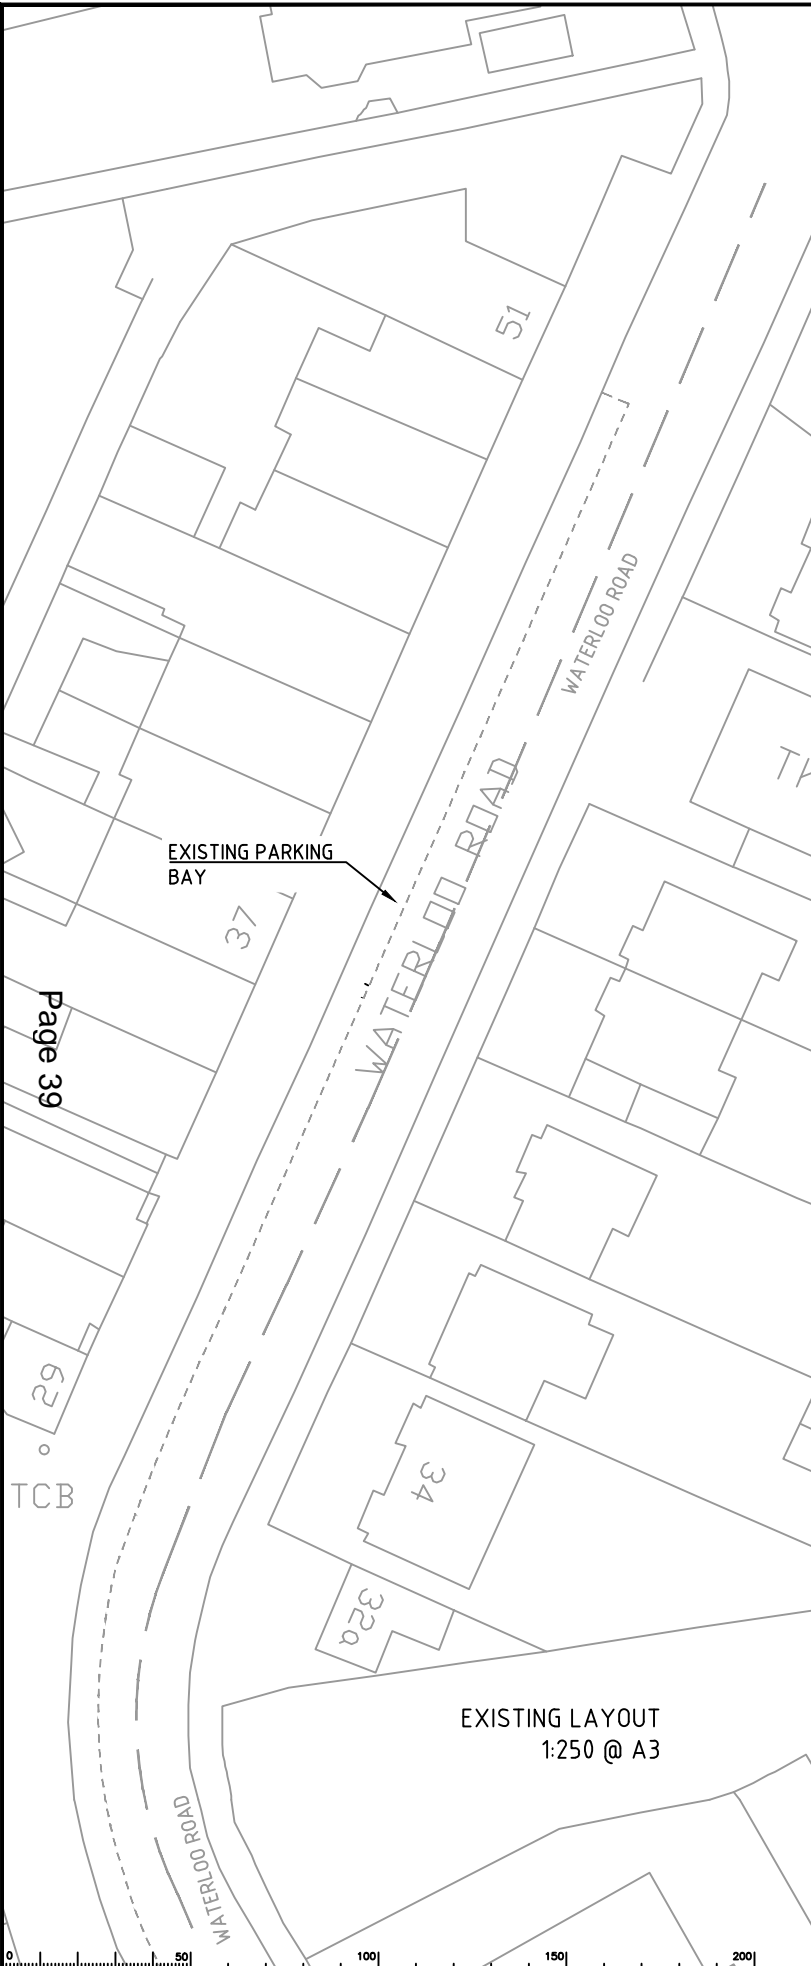 51
WATERLOO ROAD
TH
WATERLOO ROAD
EXISTING PARKING
BAY
37
Page 39
29
TCB
34
32a
EXISTING LAYOUT
1:250 @ A3
WATERLOO ROAD
0 50 100 150 200